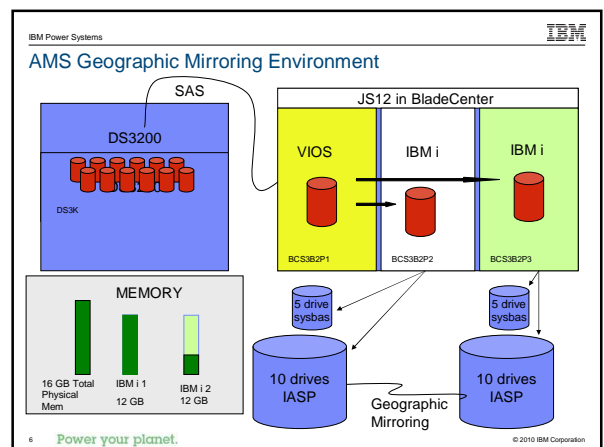 IBM Power Systems
IBM
AMS Geographic Mirroring Environment
SAS
JS12 in BladeCenter
DS3200
VIOS
IBM i
IBM i
DS3K
BCS3B2P1
BCS3B2P2
BCS3B2P3
MEMORY
16 GB Total
Physical
Mem
IBM i 1
12 GB
IBM i 2
12 GB
5 drive
sysbas
5 drive
sysbas
10 drives
IASP
10 drives
IASP
Geographic
Mirroring
6
Power your planet.
© 2010 IBM Corporation